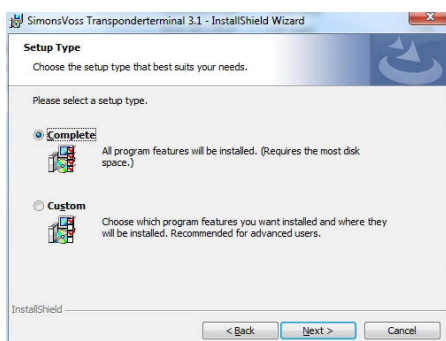 SimonsVoss Transponderterminal 3.1 - InstallShield Wizard
Setup Type
Choose the setup type that best suits your needs.
Please select a setup type.
Complete
All program features will be installed. (Requires the most disk
space.)
Custom
Choose which program features you want installed and where they
will be installed. Recommended for advanced users.
InstallShield
< Back Next > Cancel